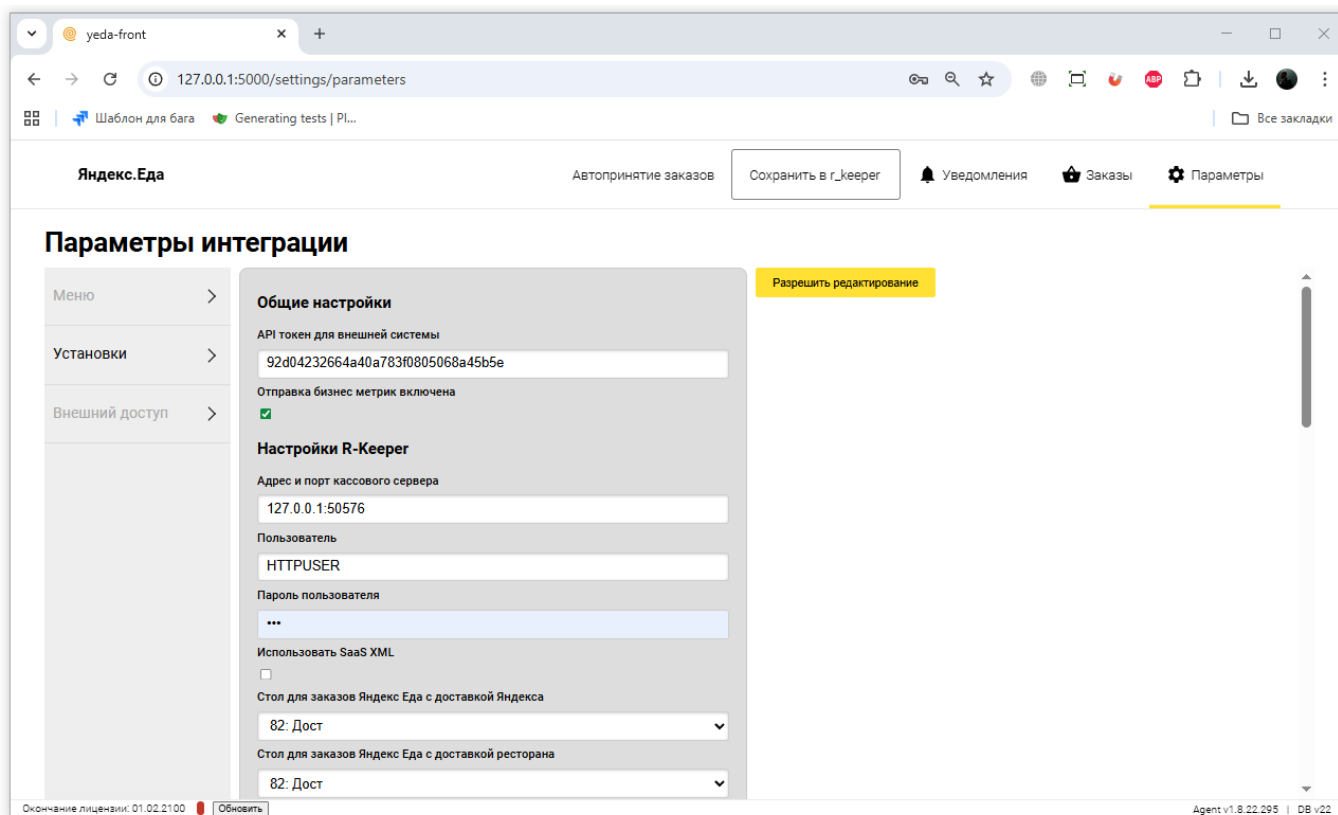 yeda-front
127.0.0.1:5000/settings/parameters
ABP
Шаблон для бага Generating tests | Pl... Все закладки
Яндекс.Еда Автопринятие заказов Сохранить в r_keeper Уведомления Заказы Параметры
Параметры интеграции
Меню
Установки
Внешний доступ
Общие настройки
API токен для внешней системы
92d04232664a40a783f0805068a45b5e
Отправка бизнес метрик включена
Настройки R-Keeper
Адрес и порт кассового сервера
127.0.0.1:50576
Пользователь
HTTPUSER
Пароль пользователя
•••
Использовать SaaS XML
Стол для заказов Яндекс Еда с доставкой Яндекса
82: Дост
Стол для заказов Яндекс Еда с доставкой ресторана
82: Дост
Разрешить редактирование
Окончание лицензии: 01.02.2100 Обновить Agent v1.8.22.295 | DB v22